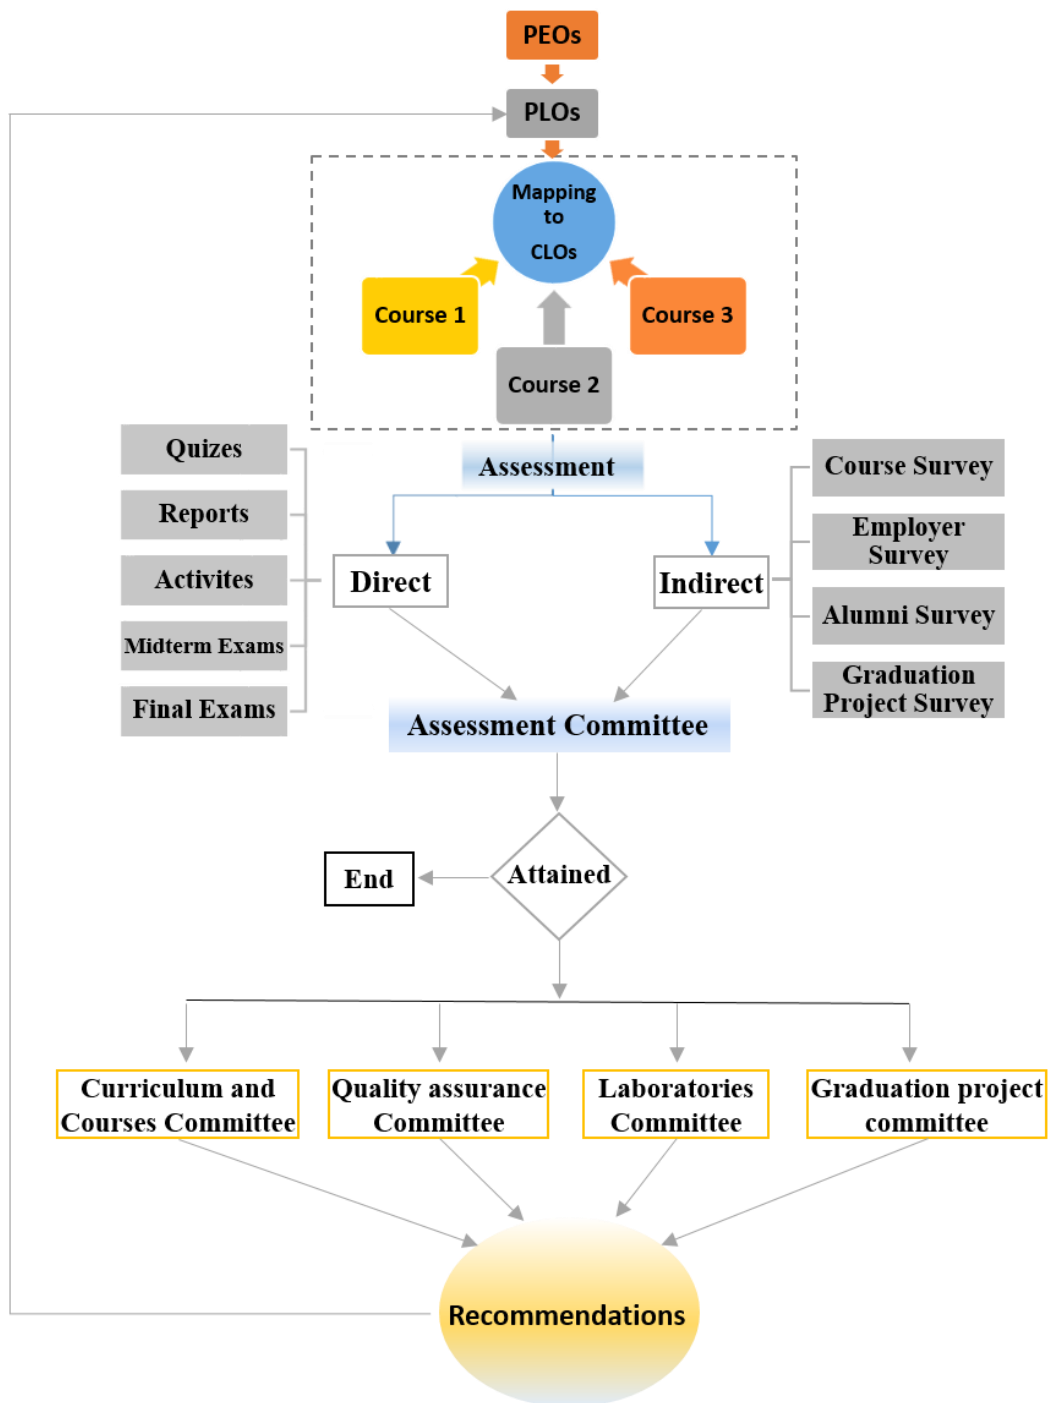 PEOs
PLOs
Mapping
to
CLOs
Course 1
Course 3
Course 2
Quizes
Reports
Activites
Midterm Exams
Final Exams
Assessment
Direct
Indirect
Course Survey
Employer
Survey
Alumni Survey
Graduation
Project Survey
Assessment Committee
Attained
End
Curriculum and
Courses Committee
Quality assurance
Committee
Laboratories
Committee
Graduation project
committee
Recommendations